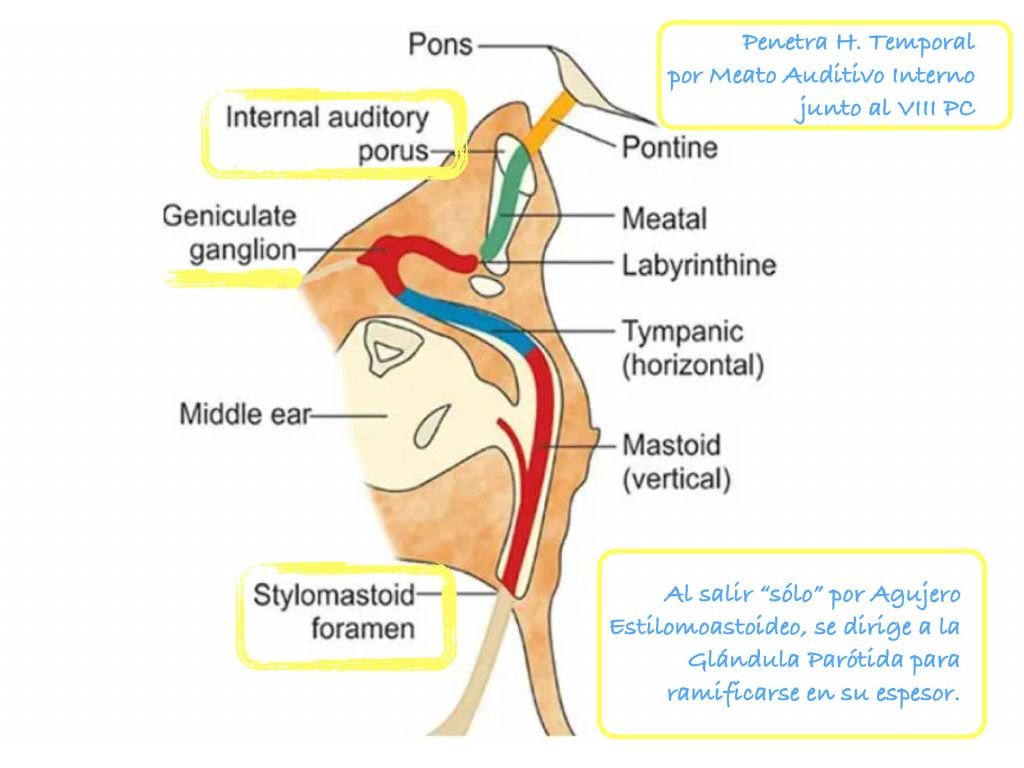 Pons
Penetra H. Temporal
por Meato Auditivo Interno
junto al VIII PC
Internal auditory
porus
Pontine
Geniculate
ganglion
Meatal
Labyrinthine
Tympanic
(horizontal)
Middle ear
Mastoid
(vertical)
Stylomastoid
foramen
Al salir “sólo” por Agujero
Estilomoastoideo, se dirige a la
Glándula Parótida para
ramificarse en su espesor.